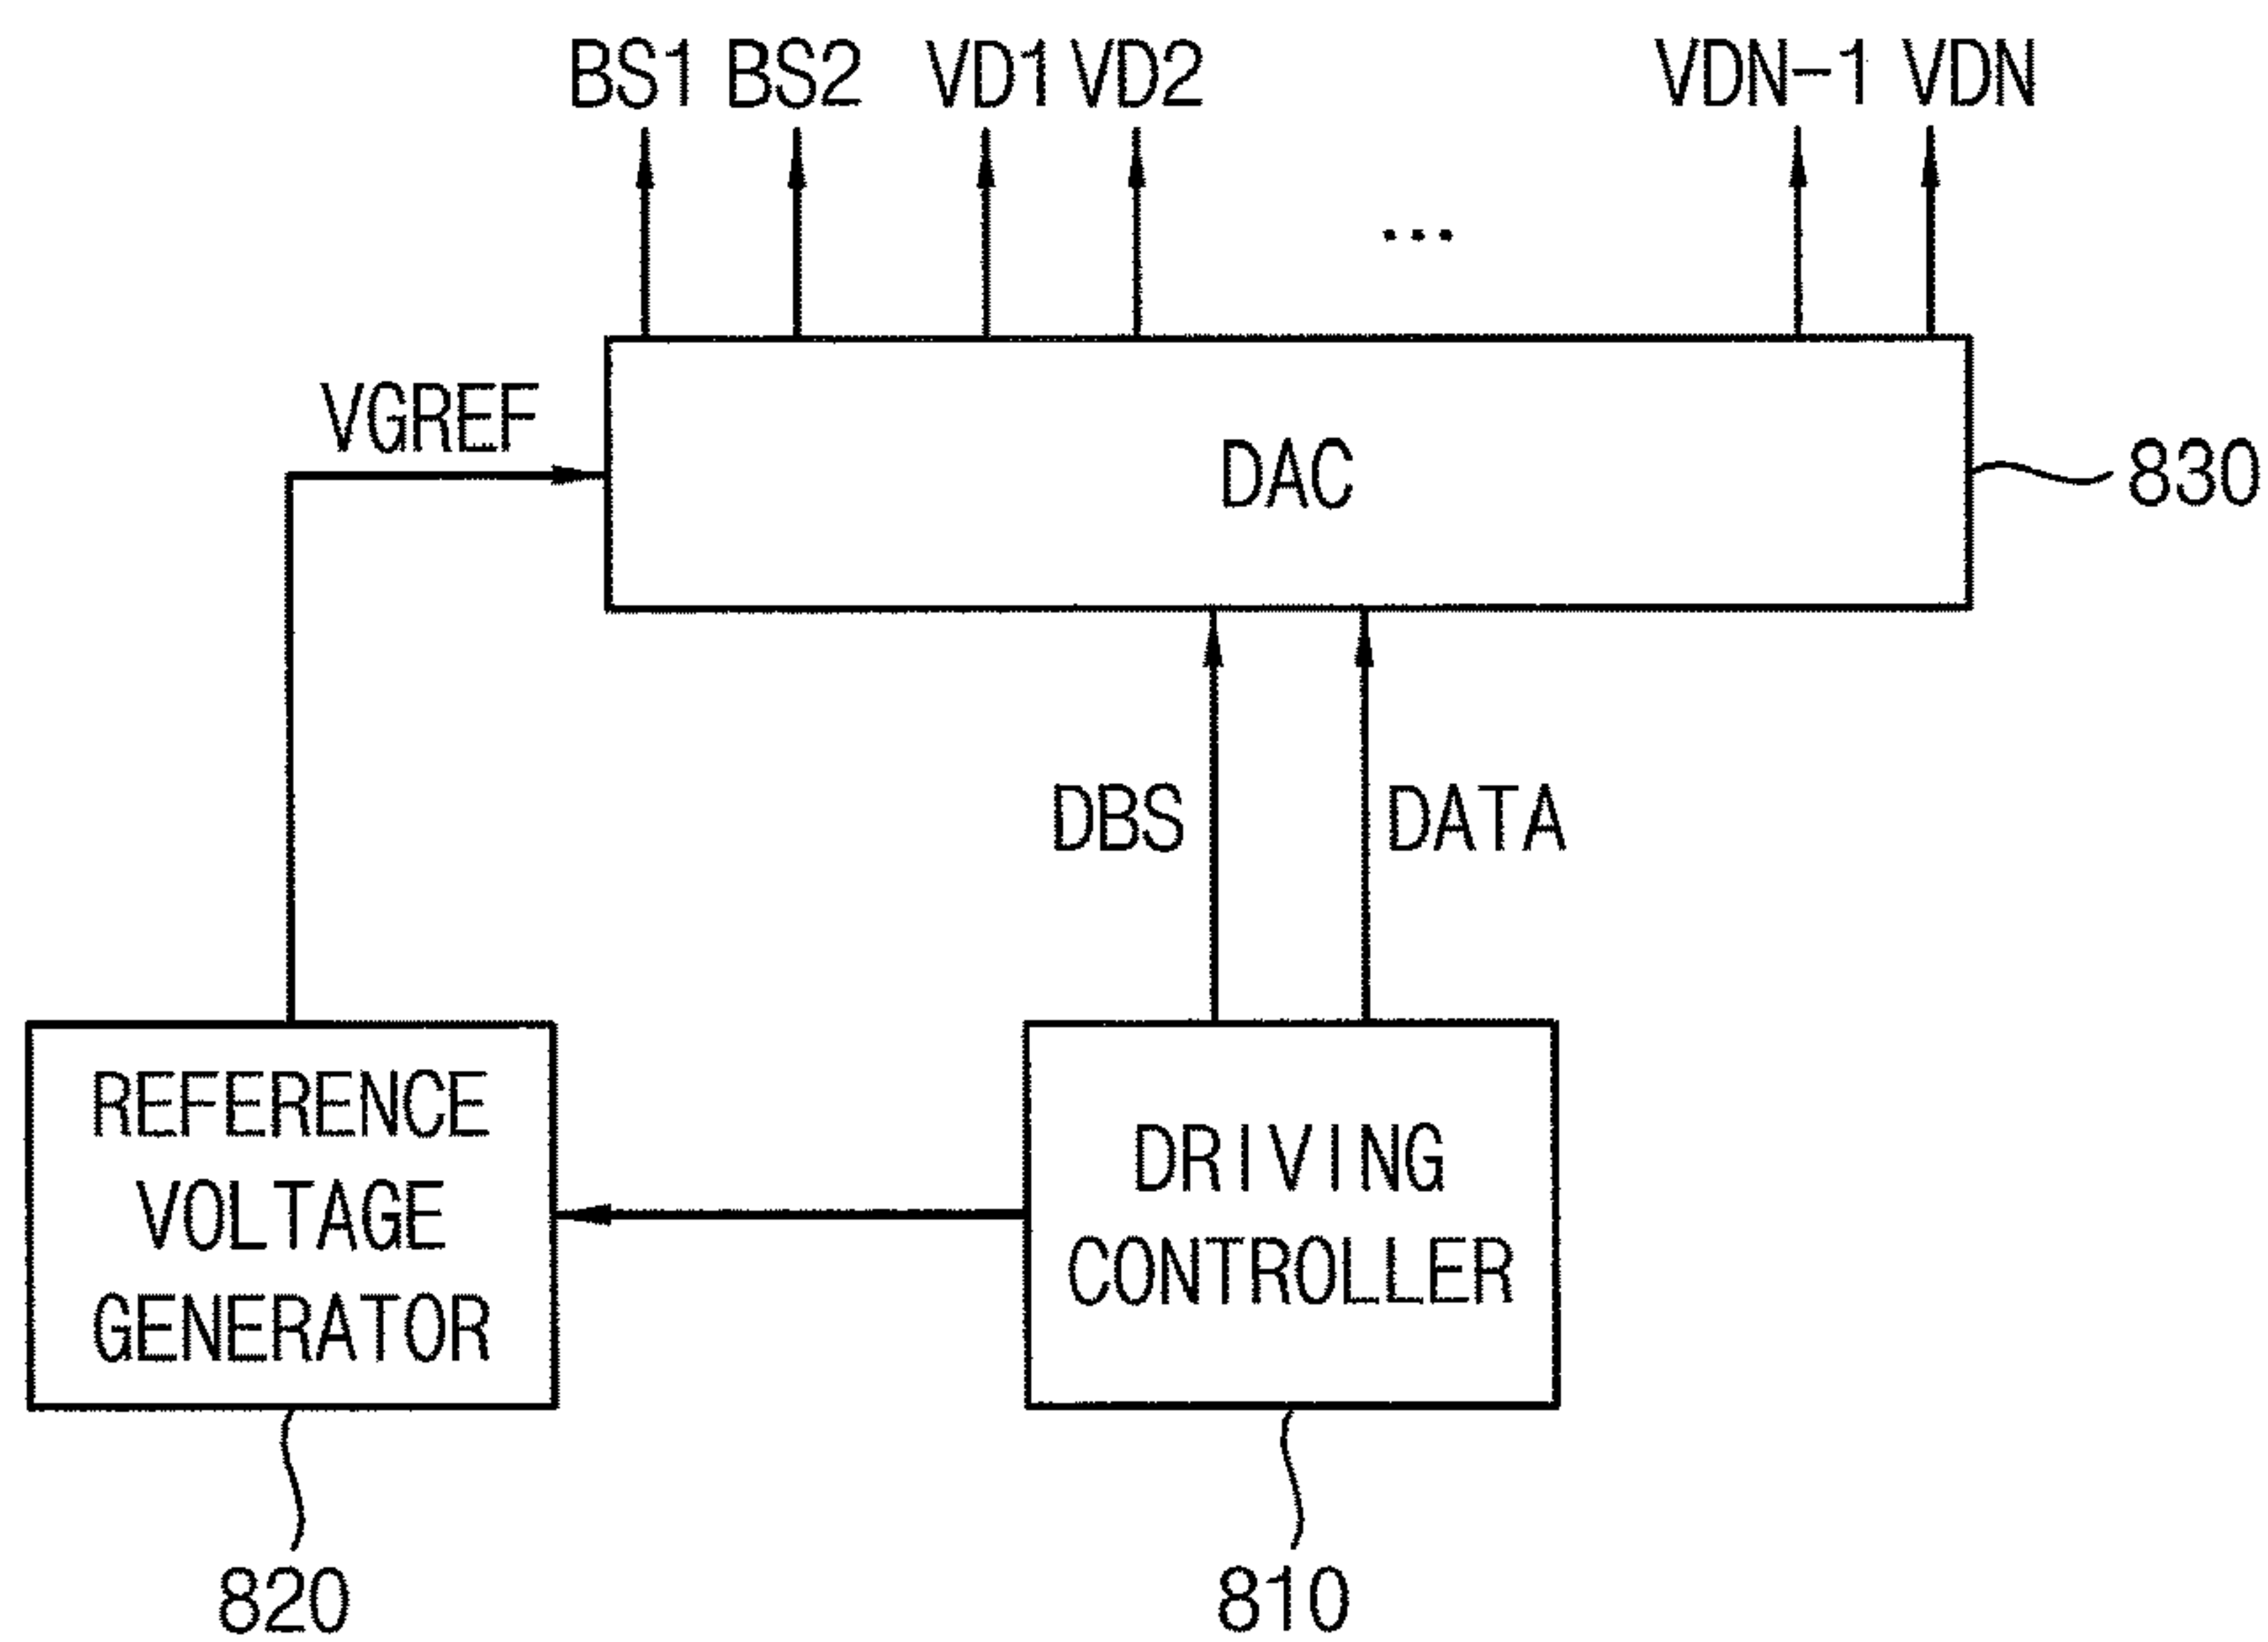 BS1 BS2 VD1 VD2 ... VDN-1 VDN
VGREF
DAC
830
DBS
DATA
REFERENCE
VOLTAGE
GENERATOR
DRIVING
CONTROLLER
820
810